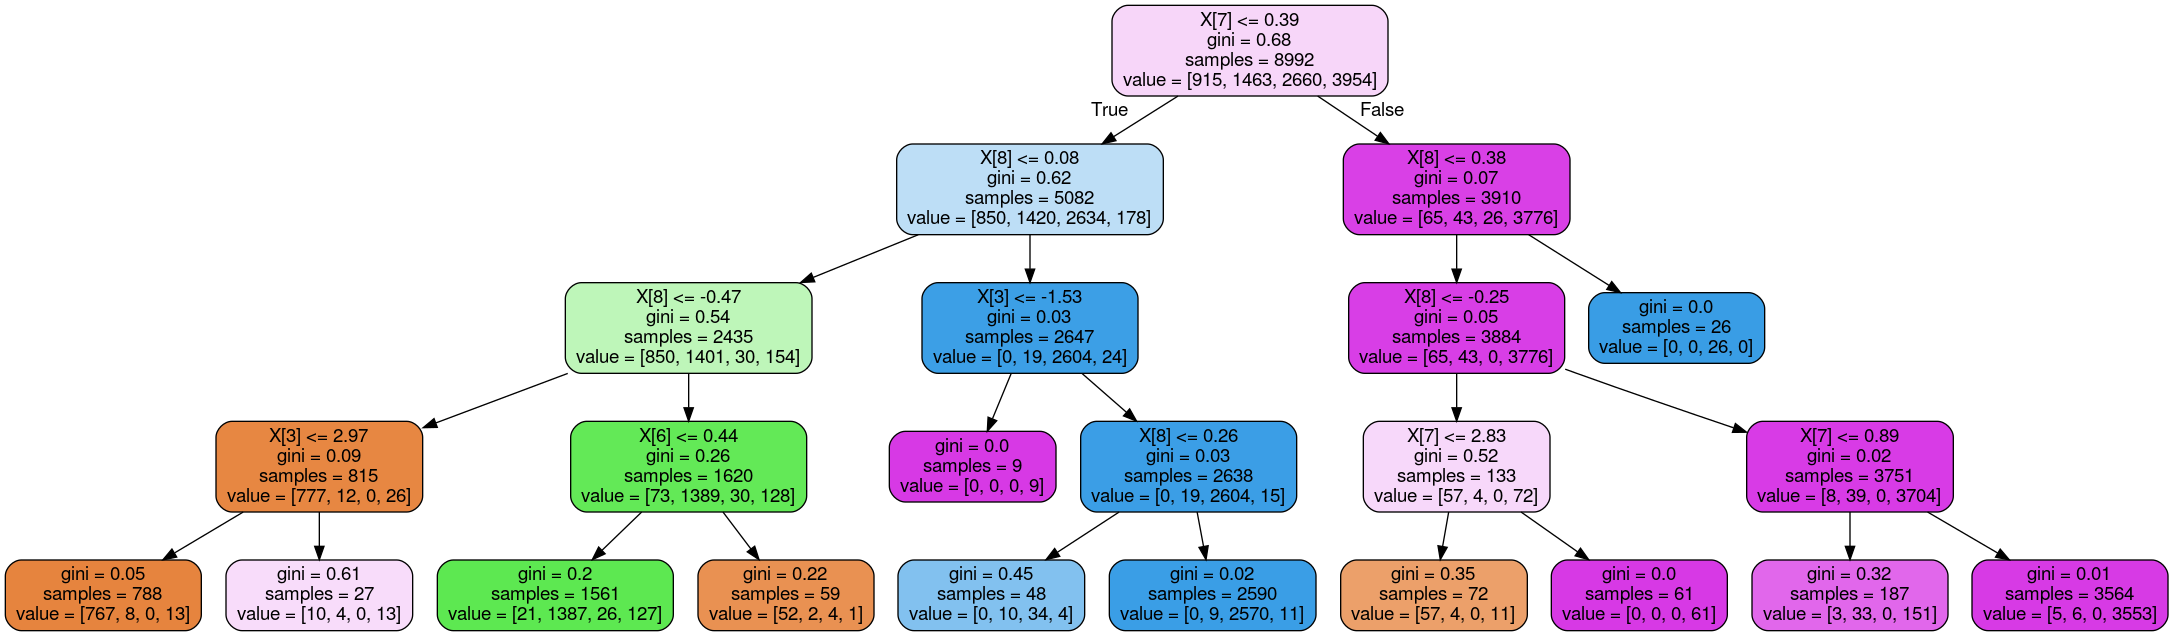 X[7] <= 0.39
gini = 0.68
samples = 8992
value = [915, 1463, 2660, 3954]
True
False
X[8] <= 0.08
gini = 0.62
samples = 5082
value = [850, 1420, 2634, 178]
X[8] <= 0.38
gini = 0.07
samples = 3910
value = [65, 43, 26, 3776]
X[8] <= -0.47
gini = 0.54
samples = 2435
value = [850, 1401, 30, 154]
X[3] <= -1.53
gini = 0.03
samples = 2647
value = [0, 19, 2604, 24]
X[8] <= -0.25
gini = 0.05
samples = 3884
value = [65, 43, 0, 3776]
gini = 0.0
samples = 26
value = [0, 0, 26, 0]
X[3] <= 2.97
gini = 0.09
samples = 815
value = [777, 12, 0, 26]
X[6] <= 0.44
gini = 0.26
samples = 1620
value = [73, 1389, 30, 128]
gini = 0.0
samples = 9
value = [0, 0, 0, 9]
X[8] <= 0.26
gini = 0.03
samples = 2638
value = [0, 19, 2604, 15]
X[7] <= 2.83
gini = 0.52
samples = 133
value = [57, 4, 0, 72]
X[7] <= 0.89
gini = 0.02
samples = 3751
value = [8, 39, 0, 3704]
gini = 0.05
samples = 788
value = [767, 8, 0, 13]
gini = 0.61
samples = 27
value = [10, 4, 0, 13]
gini = 0.2
samples = 1561
value = [21, 1387, 26, 127]
gini = 0.22
samples = 59
value = [52, 2, 4, 1]
gini = 0.45
samples = 48
value = [0, 10, 34, 4]
gini = 0.02
samples = 2590
value = [0, 9, 2570, 11]
gini = 0.35
samples = 72
value = [57, 4, 0, 11]
gini = 0.0
samples = 61
value = [0, 0, 0, 61]
gini = 0.32
samples = 187
value = [3, 33, 0, 151]
gini = 0.01
samples = 3564
value = [5, 6, 0, 3553]